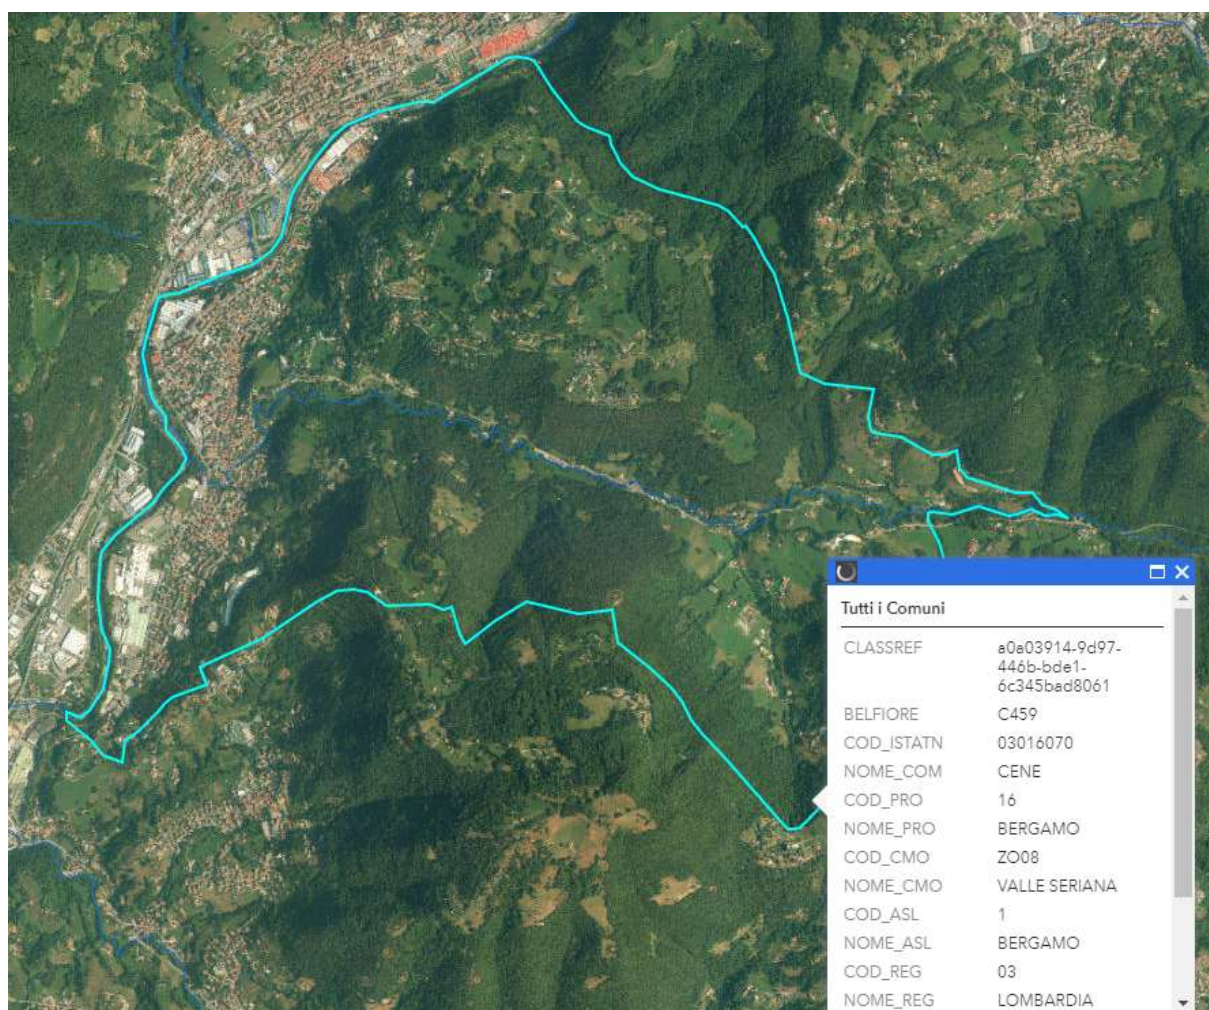 Tutti i Comuni
CLASSREF a0a03914-9d97-
446b-bde1-
6c345bad8061
BELFIORE C459
COD_ISTATN 03016070
NOME_COM CENE
COD_PRO 16
NOME_PRO BERGAMO
COD_CMO ZO08
NOME_CMO VALLE SERIANA
COD_ASL 1
NOME_ASL BERGAMO
COD_REG 03
NOME_REG LOMBARDIA